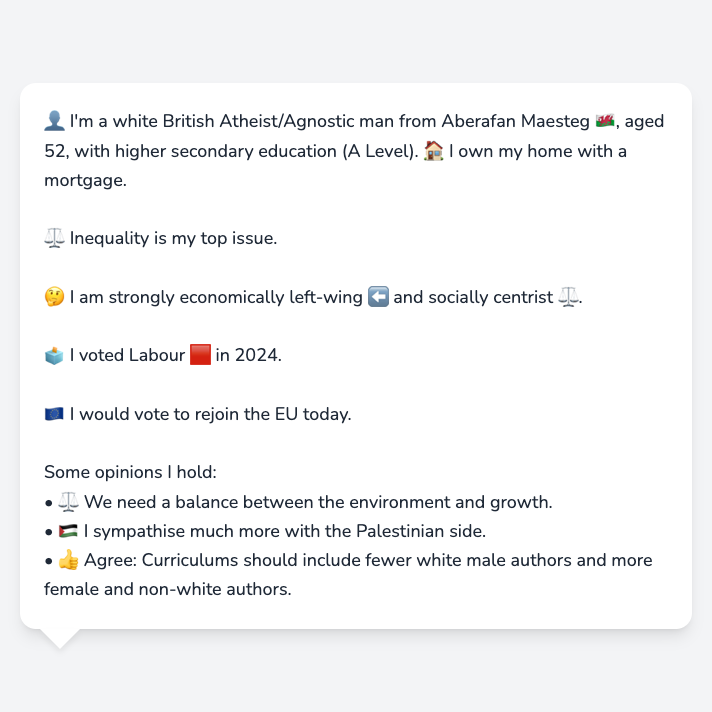 👤 I'm a white British Atheist/Agnostic man from Aberafan Maesteg 🏴󠁧󠁢󠁷󠁬󠁳󠁿, aged
52, with higher secondary education (A Level). 🏠 I own my home with a
mortgage.
⚖️ Inequality is my top issue.
🤔 I am strongly economically left-wing ⬅️ and socially centrist ⚖️.
🗳️ I voted Labour 🟥 in 2024.
🇪🇺 I would vote to rejoin the EU today.
Some opinions I hold:
• ⚖️ We need a balance between the environment and growth.
• 🇵🇸 I sympathise much more with the Palestinian side.
• 👍 Agree: Curriculums should include fewer white male authors and more
female and non-white authors.